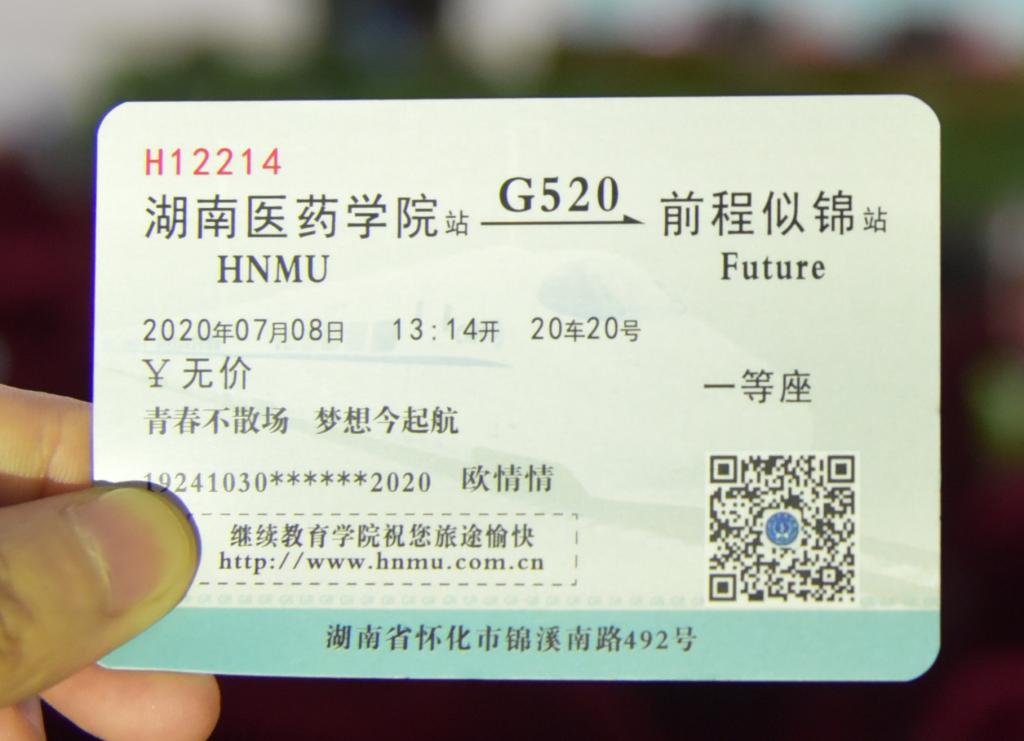 H12214
湖南医药学院站 G520 前程似锦站
HNMU Future
2020年07月08日 13:14开 20车20号
¥无价
一等座
青春不散场 梦想今起航
19241030******2020 欧情情
继续教育学院祝您旅途愉快
http://www.hnmu.com.cn
湖南省怀化市锦溪南路492号